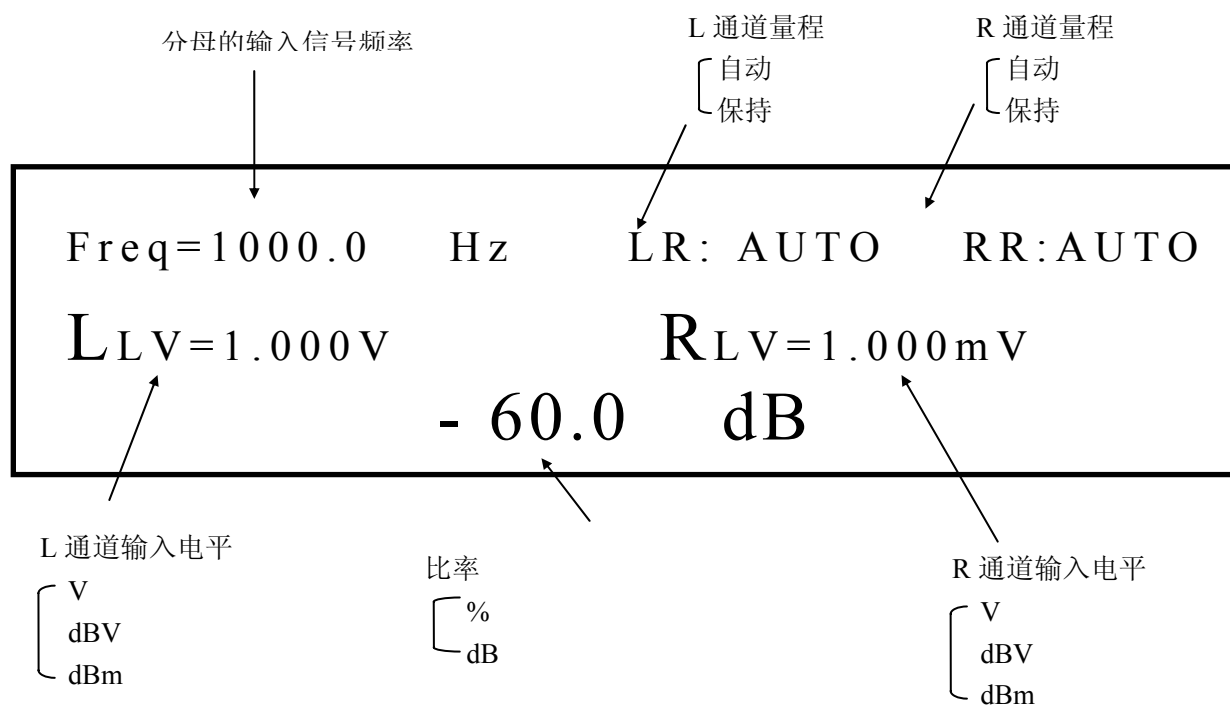 分母的输入信号频率
L 通道量程
自动
保持
R 通道量程
自动
保持
Freq=1000.0 Hz LR: AUTO RR:AUTO
LLV=1.000V RLV=1.000mV
- 60.0 dB
L 通道输入电平
V
dBV
dBm
比率
%
dB
R 通道输入电平
V
dBV
dBm